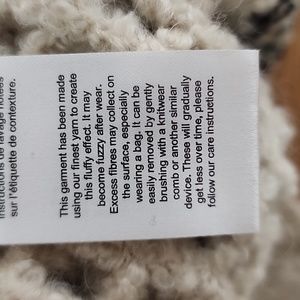 instructions de lavage notées
sur l'étiquette de contexture.
This garment has been made
using our finest yarn to create
this fluffy effect. It may
become fuzzy after wear.
Excess fibres may collect on
the surface, especially
wearing a bag. It can be
easily removed by gently
brushing with a knitwear
comb or another similar
device. These will gradually
get less over time, please
follow our care instructions.